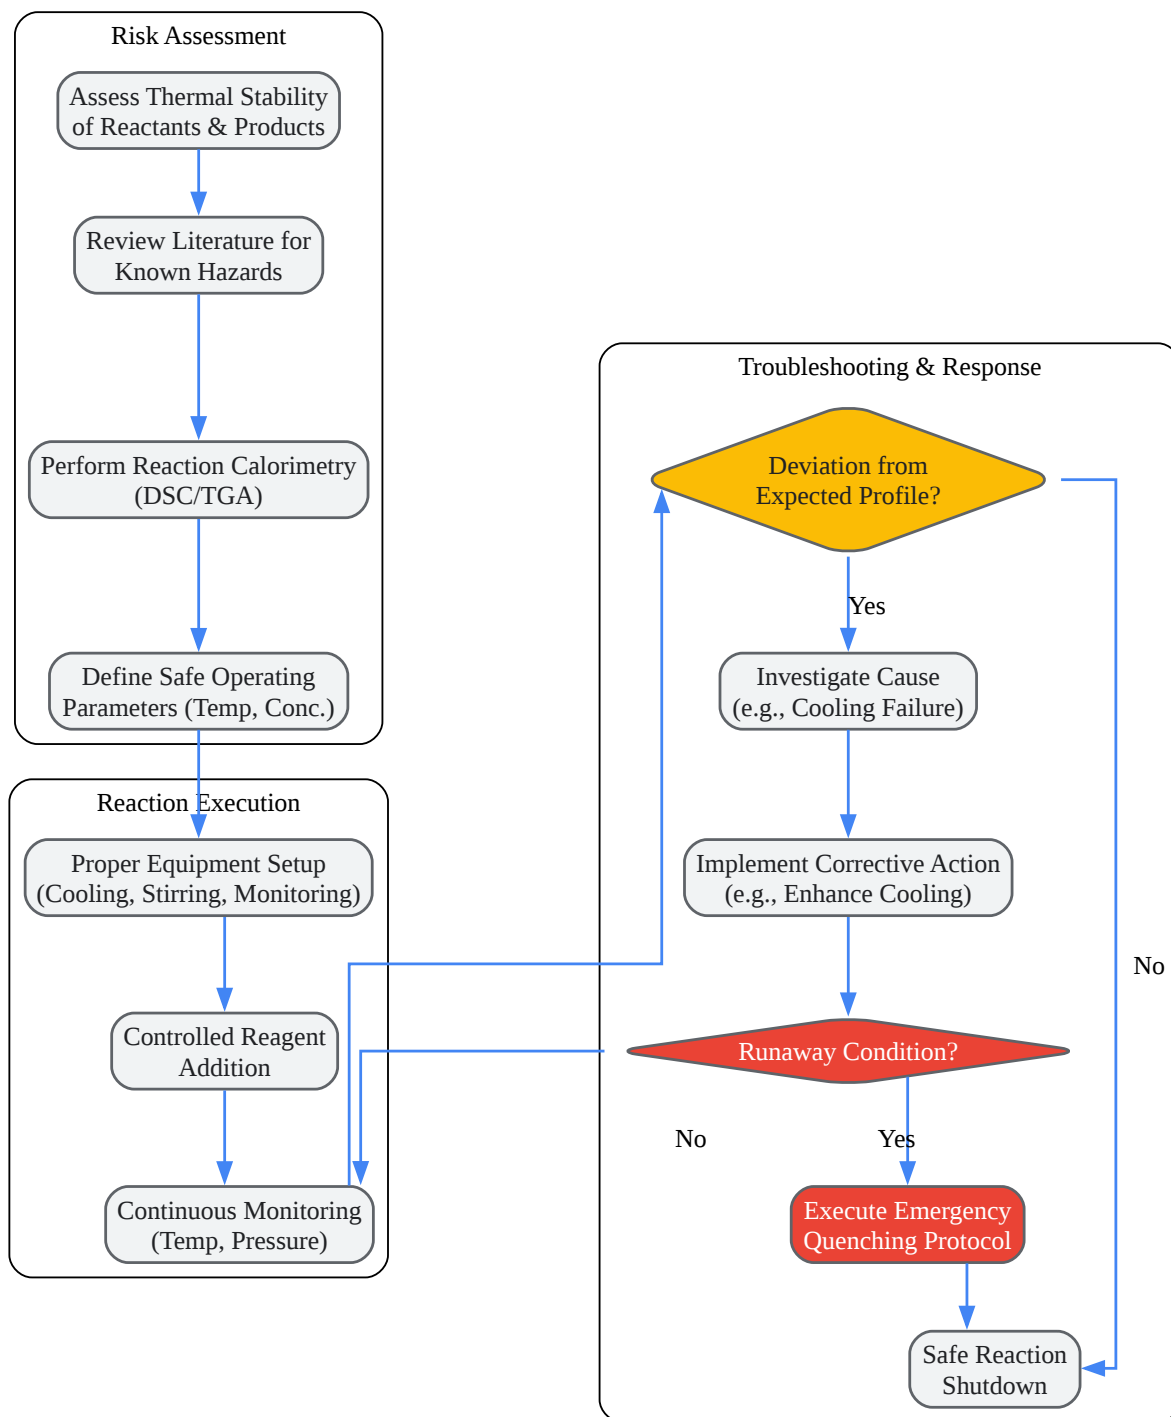 Risk Assessment
Assess Thermal Stability
of Reactants & Products
Review Literature for
Known Hazards
Perform Reaction Calorimetry
(DSC/TGA)
Define Safe Operating
Parameters (Temp, Conc.)
Reaction Execution
Proper Equipment Setup
(Cooling, Stirring, Monitoring)
Controlled Reagent
Addition
Continuous Monitoring
(Temp, Pressure)
Troubleshooting & Response
Deviation from
Expected Profile?
Yes
Investigate Cause
(e.g., Cooling Failure)
Implement Corrective Action
(e.g., Enhance Cooling)
No
Runaway Condition?
No
Yes
Execute Emergency
Quenching Protocol
Safe Reaction
Shutdown